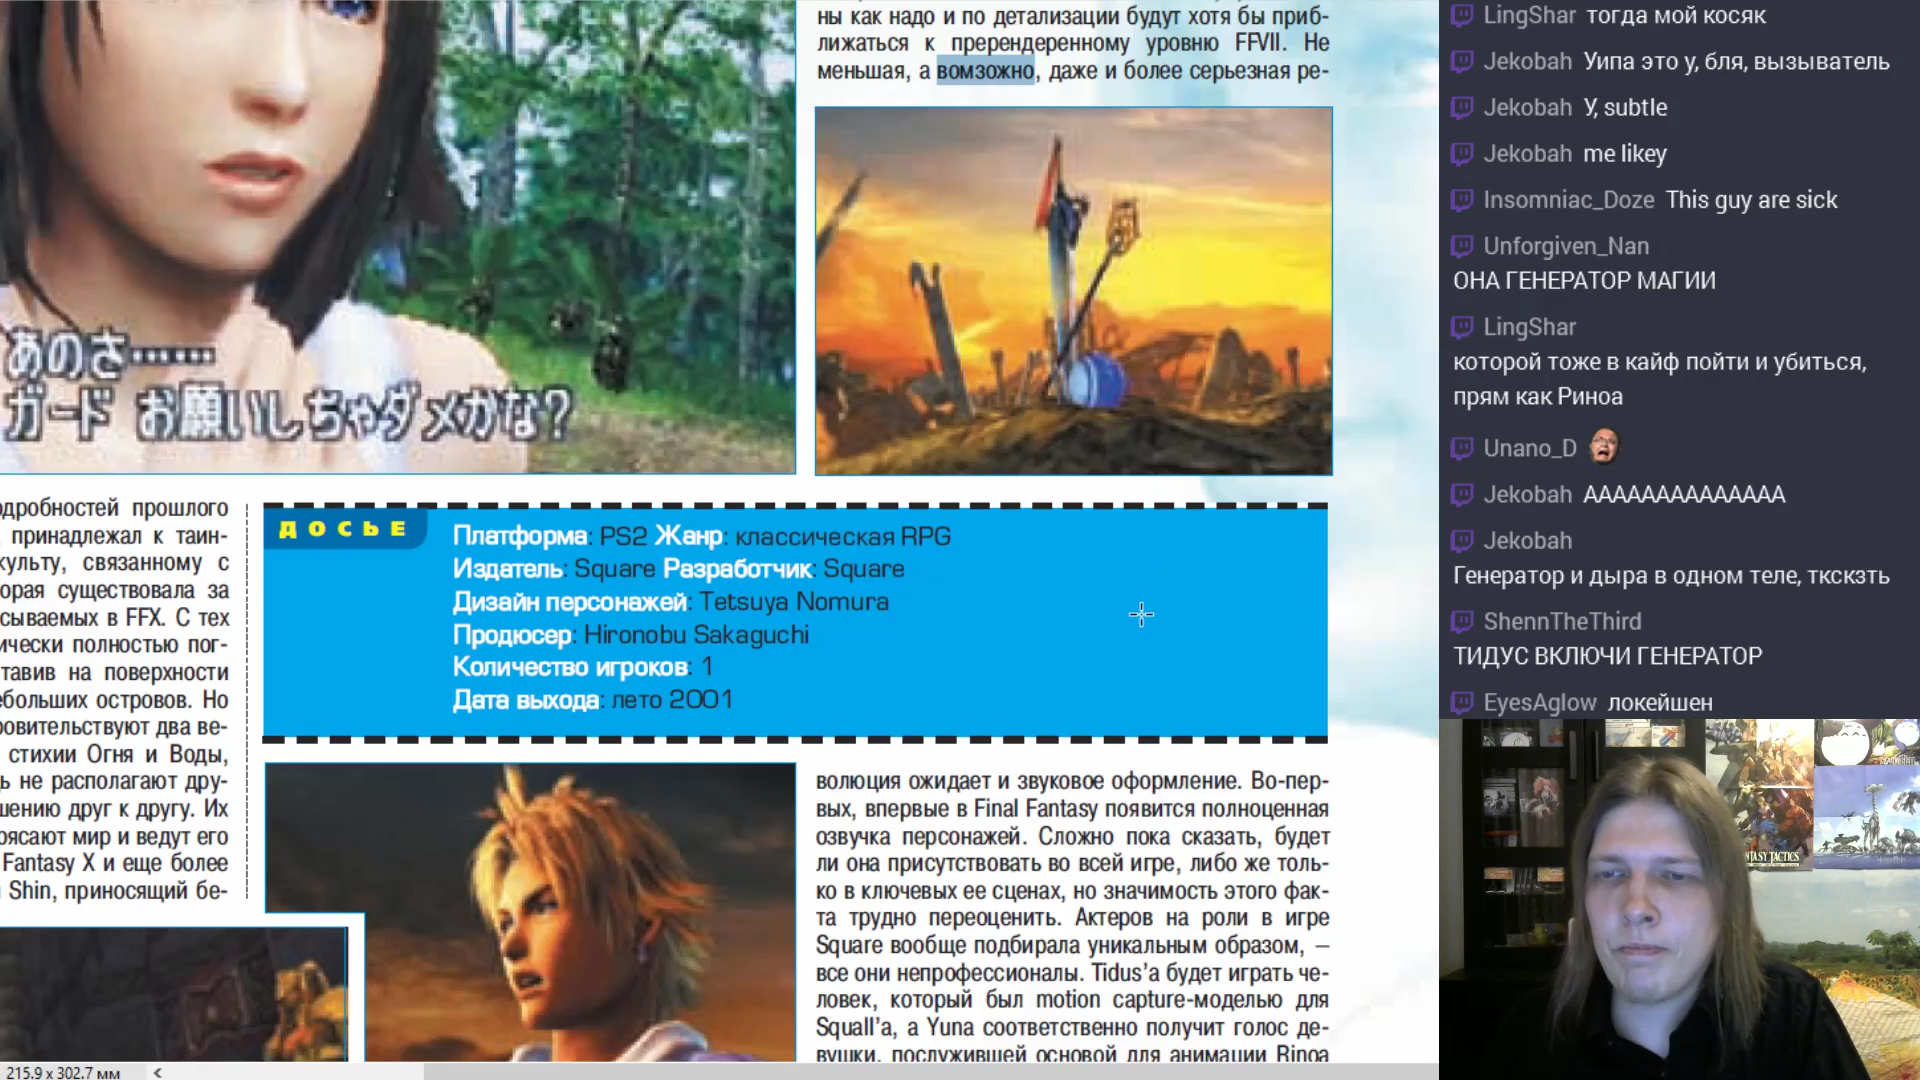 ны как надо и по детализации будут хотя бы приб-
лижаться к пререндеренному уровню FFVII. Не
меньшая, а вомзожно, даже и более серьезная ре-
あのさ……
ガード お願いしちゃダメかな?
одробностей прошлого
принадлежал к таин-
культу, связанному с
орая существовала за
сываемых в FFX. С тех
ически полностью пог-
тавив на поверхности
ебольших островов. Но
ровительствуют два ве-
стихии Огня и Воды,
ь не располагают дру-
шению друг к другу. Их
рясают мир и ведут его
Fantasy X и еще более
Shin, приносящий бе-
ДОСЬЕ
Платформа: PS2 Жанр: классическая RPG
Издатель: Square Разработчик: Square
Дизайн персонажей: Tetsuya Nomura
Продюсер: Hironobu Sakaguchi
Количество игроков: 1
Дата выхода: лето 2001
волюция ожидает и звуковое оформление. Во-пер-
вых, впервые в Final Fantasy появится полноценная
озвучка персонажей. Сложно пока сказать, будет
ли она присутствовать во всей игре, либо же толь-
ко в ключевых ее сценах, но значимость этого фак-
та трудно переоценить. Актеров на роли в игре
Square вообще подбирала уникальным образом, –
все они непрофессионалы. Tidus'a будет играть че-
ловек, который был motion capture-моделью для
Squall'a, а Yuna соответственно получит голос де-
вушки, послужившей основой для анимации Rinoa
215.9 x 302.7 мм
LingShar тогда мой косяк
Jekobah Уипа это у, бля, вызыватель
Jekobah У, subtle
Jekobah me likey
Insomniac_Doze This guy are sick
Unforgiven_Nan
ОНА ГЕНЕРАТОР МАГИИ
LingShar
которой тоже в кайф пойти и убиться,
прям как Риноа
Unano_D
Jekobah АААААААААААААА
Jekobah
Генератор и дыра в одном теле, тксκзть
ShennTheThird
ТИДУС ВКЛЮЧИ ГЕНЕРАТОР
EyesAglow локейшен
TACTICS